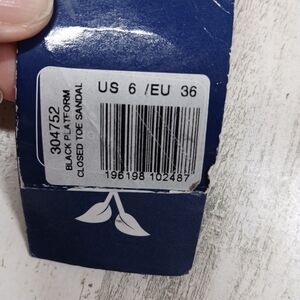 304752
BLACK PLATFORM
CLOSED TOE SANDAL
US 6 /EU 36
196198 102487